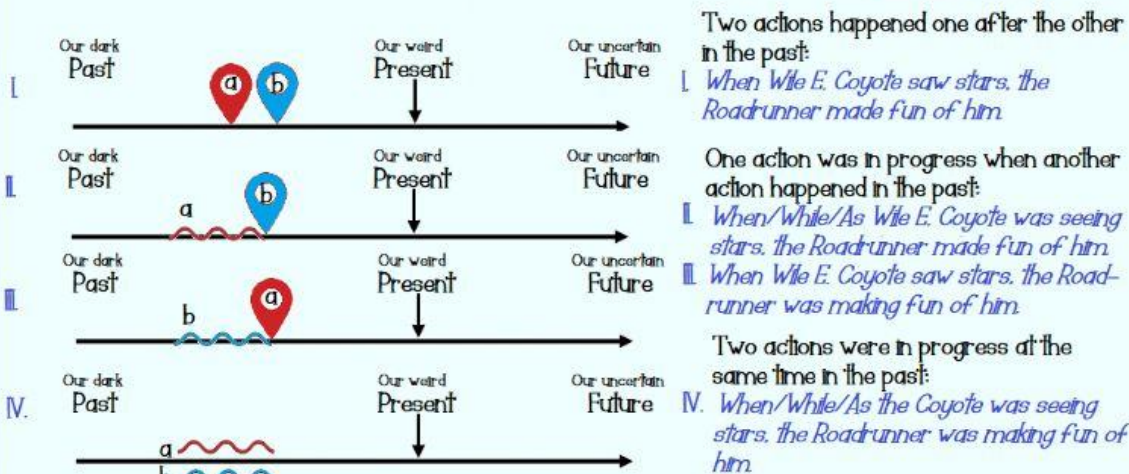 Our dark
Past
Our weird
Present
Our uncertain
Future
I.
a
b
Our dark
Past
Our weird
Present
Our uncertain
Future
II.
a
b
Our dark
Past
Our weird
Present
Our uncertain
Future
III.
a
b
Our dark
Past
Our weird
Present
Our uncertain
Future
IV.
a
b
Two actions happened one after the other
in the past:
I. When Wile E. Coyote saw stars, the
Roadrunner made fun of him.
One action was in progress when another
action happened in the past:
II. When/While/As Wile E. Coyote was seeing
stars, the Roadrunner made fun of him.
III. When Wile E. Coyote saw stars, the Road-
runner was making fun of him.
Two actions were in progress at the
same time in the past:
IV. When/While/As the Coyote was seeing
stars, the Roadrunner was making fun of
him.